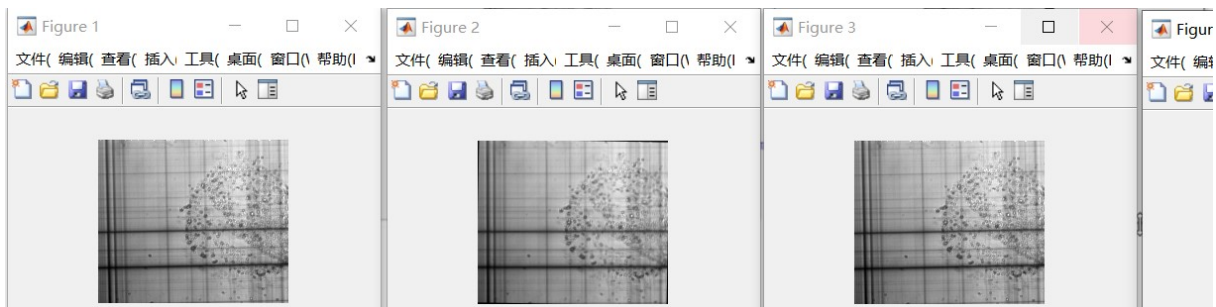 Figure 1
Figure 2
Figure 3
Figur
文件( 编辑( 查看( 插入( 工具( 桌面( 窗口(\ 帮助(I
文件( 编辑( 查看( 插入( 工具( 桌面( 窗口(\ 帮助(I
文件( 编辑( 查看( 插入( 工具( 桌面( 窗口(\ 帮助(I
文件(